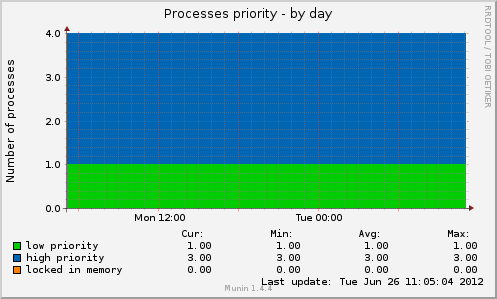 Processes priority - by day
RRDTOOL / TOBI OETIKER
Number of processes
4.0
3.0
2.0
1.0
0.0
Mon 12:00 Tue 00:00
Cur: Min: Avg: Max:
low priority 1.00 1.00 1.00 1.00
high priority 3.00 3.00 3.00 3.00
locked in memory 0.00 0.00 0.00 0.00
Last update: Tue Jun 26 11:05:04 2012
Munin 1.4.4